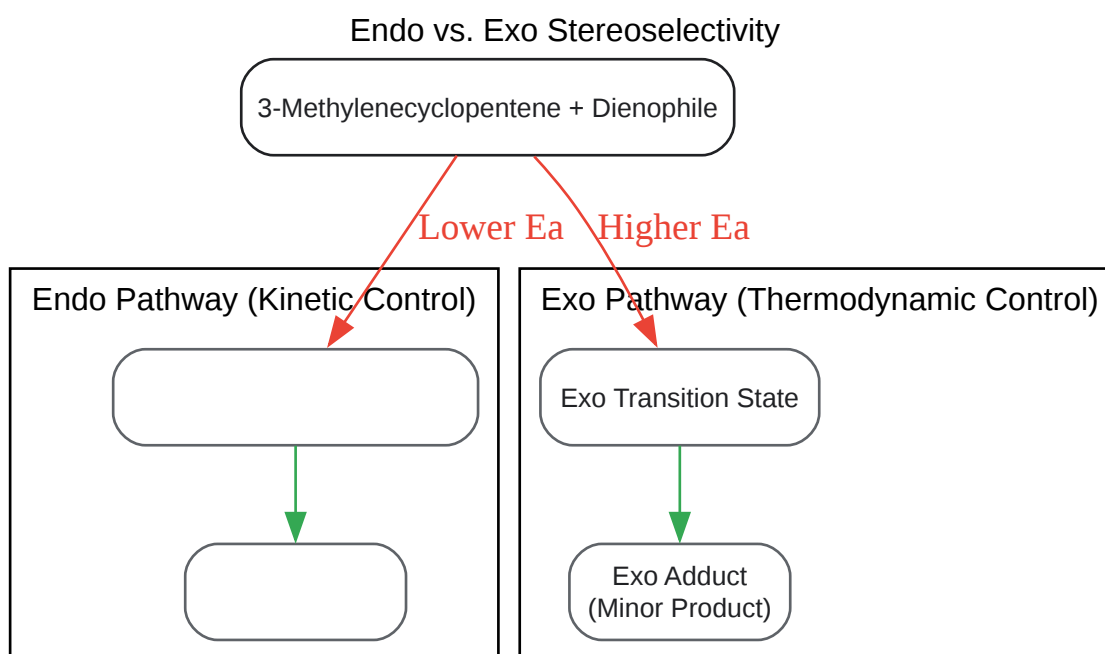 Endo vs. Exo Stereoselectivity
3-Methylenecyclopentene + Dienophile
Lower Ea
Higher Ea
Endo Pathway (Kinetic Control)
Exo Pathway (Thermodynamic Control)
Exo Transition State
Exo Adduct
(Minor Product)